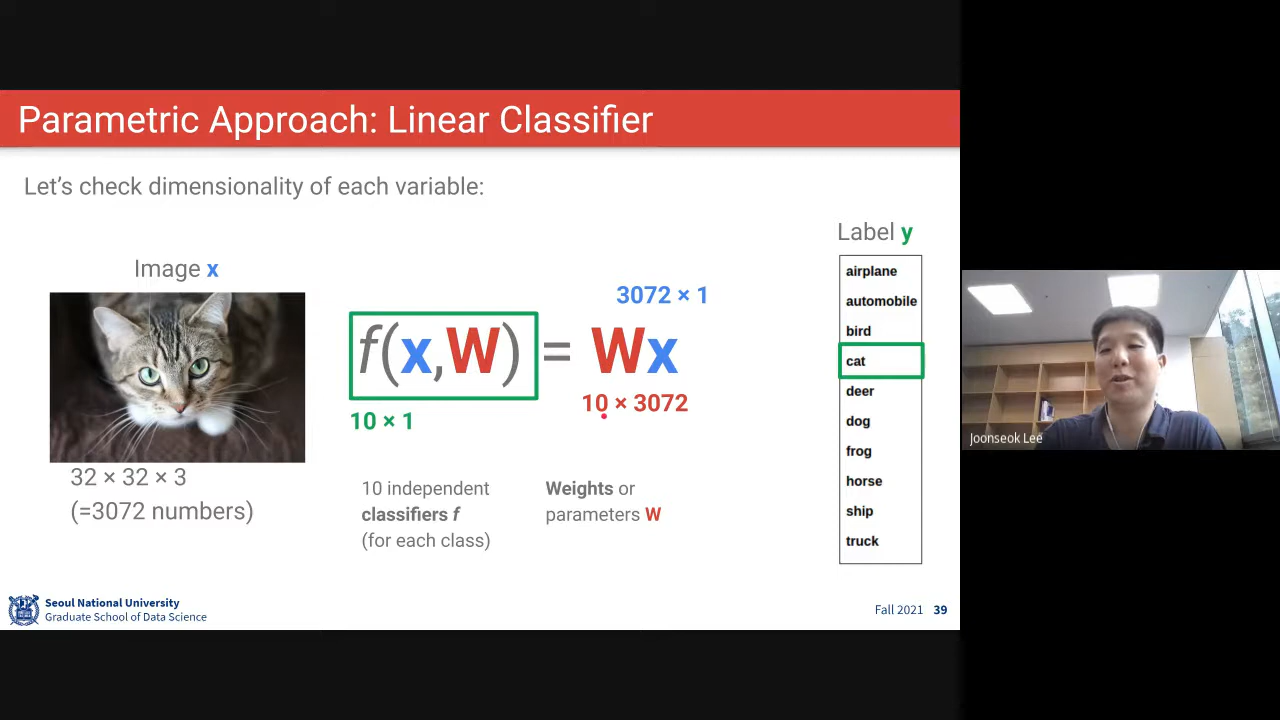 Parametric Approach: Linear Classifier
Let's check dimensionality of each variable:
Label y
Image x
3072 × 1
f(x,W) = Wx
10 × 3072
10 × 1
32 × 32 × 3
(=3072 numbers)
10 independent
classifiers f
(for each class)
Weights or
parameters W
airplane
automobile
bird
cat
deer
dog
frog
horse
ship
truck
Joonseok Lee
Seoul National University
Graduate School of Data Science
Fall 2021 39